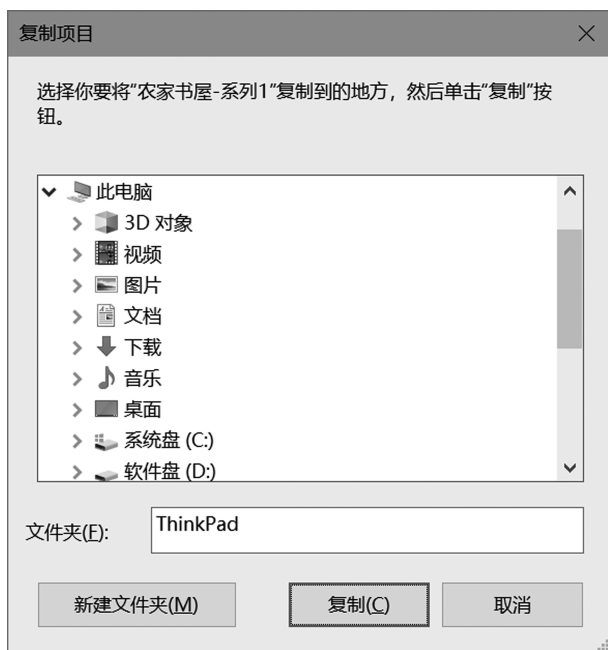 复制项目
选择你要将“农家书屋-系列1”复制到的地方，然后单击“复制”按
钮。
此电脑
3D 对象
视频
图片
文档
下载
音乐
桌面
系统盘 (C:)
软件盘 (D:)
文件夹(F):
ThinkPad
新建文件夹(M)
复制(C)
取消